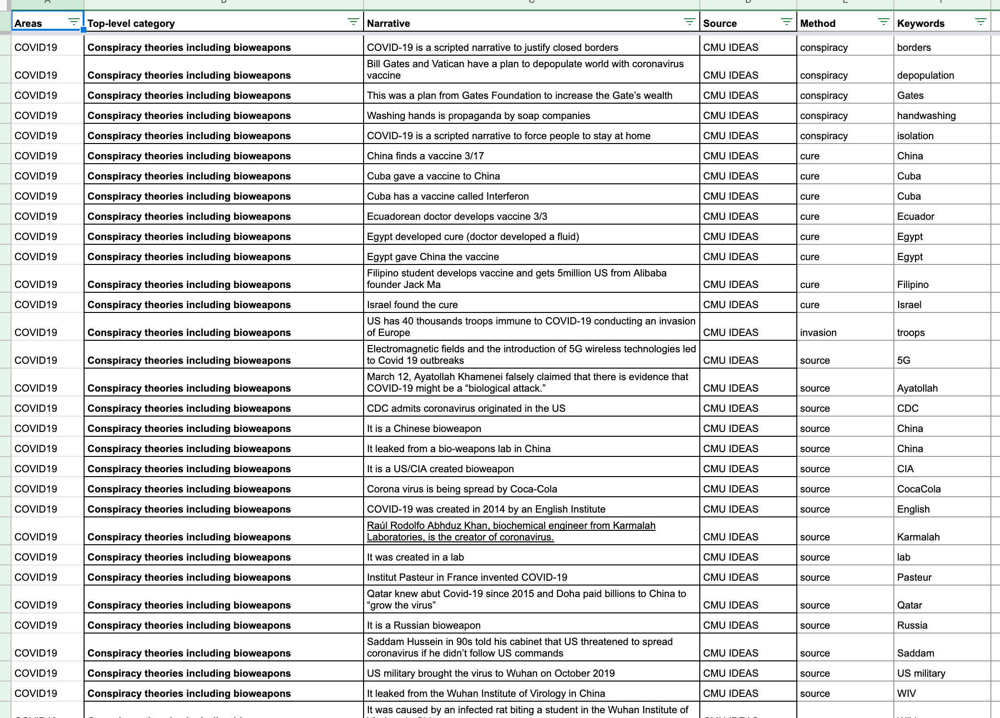 Areas Top-level category Narrative Source Method Keywords
COVID19 Conspiracy theories including bioweapons COVID-19 is a scripted narrative to justify closed borders CMU IDEAS conspiracy borders
Bill Gates and Vatican have a plan to depopulate world with coronavirus
COVID19 Conspiracy theories including bioweapons vaccine CMU IDEAS conspiracy depopulation
COVID19 Conspiracy theories including bioweapons This was a plan from Gates Foundation to increase the Gate’s wealth CMU IDEAS conspiracy Gates
COVID19 Conspiracy theories including bioweapons Washing hands is propaganda by soap companies CMU IDEAS conspiracy handwashing
COVID19 Conspiracy theories including bioweapons COVID-19 is a scripted narrative to force people to stay at home CMU IDEAS conspiracy isolation
COVID19 Conspiracy theories including bioweapons China finds a vaccine 3/17 CMU IDEAS cure China
COVID19 Conspiracy theories including bioweapons Cuba gave a vaccine to China CMU IDEAS cure Cuba
COVID19 Conspiracy theories including bioweapons Cuba has a vaccine called Interferon CMU IDEAS cure Cuba
COVID19 Conspiracy theories including bioweapons Ecuadorean doctor develops vaccine 3/3 CMU IDEAS cure Ecuador
COVID19 Conspiracy theories including bioweapons Egypt developed cure (doctor developed a fluid) CMU IDEAS cure Egypt
COVID19 Conspiracy theories including bioweapons Egypt gave China the vaccine CMU IDEAS cure Egypt
Filipino student develops vaccine and gets 5million US from Alibaba
COVID19 Conspiracy theories including bioweapons founder Jack Ma CMU IDEAS cure Filipino
COVID19 Conspiracy theories including bioweapons Israel found the cure CMU IDEAS cure Israel
US has 40 thousands troops immune to COVID-19 conducting an invasion
COVID19 Conspiracy theories including bioweapons of Europe CMU IDEAS invasion troops
Electromagnetic fields and the introduction of 5G wireless technologies led
COVID19 Conspiracy theories including bioweapons to Covid 19 outbreaks CMU IDEAS source 5G
March 12, Ayatollah Khamenei falsely claimed that there is evidence that
COVID19 Conspiracy theories including bioweapons COVID-19 might be a “biological attack.” CMU IDEAS source Ayatollah
COVID19 Conspiracy theories including bioweapons CDC admits coronavirus originated in the US CMU IDEAS source CDC
COVID19 Conspiracy theories including bioweapons It is a Chinese bioweapon CMU IDEAS source China
COVID19 Conspiracy theories including bioweapons It leaked from a bio-weapons lab in China CMU IDEAS source China
COVID19 Conspiracy theories including bioweapons It is a US/CIA created bioweapon CMU IDEAS source CIA
COVID19 Conspiracy theories including bioweapons Corona virus is being spread by Coca-Cola CMU IDEAS source CocaCola
COVID19 Conspiracy theories including bioweapons COVID-19 was created in 2014 by an English Institute CMU IDEAS source English
Raúl Rodolfo Abhduz Khan, biochemical engineer from Karmalah
COVID19 Conspiracy theories including bioweapons Laboratories, is the creator of coronavirus. CMU IDEAS source Karmalah
COVID19 Conspiracy theories including bioweapons It was created in a lab CMU IDEAS source lab
COVID19 Conspiracy theories including bioweapons Institut Pasteur in France invented COVID-19 CMU IDEAS source Pasteur
Qatar knew abut Covid-19 since 2015 and Doha paid billions to China to
COVID19 Conspiracy theories including bioweapons “grow the virus” CMU IDEAS source Qatar
COVID19 Conspiracy theories including bioweapons It is a Russian bioweapon CMU IDEAS source Russia
Saddam Hussein in 90s told his cabinet that US threatened to spread
COVID19 Conspiracy theories including bioweapons coronavirus if he didn’t follow US commands CMU IDEAS source Saddam
COVID19 Conspiracy theories including bioweapons US military brought the virus to Wuhan on October 2019 CMU IDEAS source US military
COVID19 Conspiracy theories including bioweapons It leaked from the Wuhan Institute of Virology in China CMU IDEAS source WIV
It was caused by an infected rat biting a student in the Wuhan Institute of